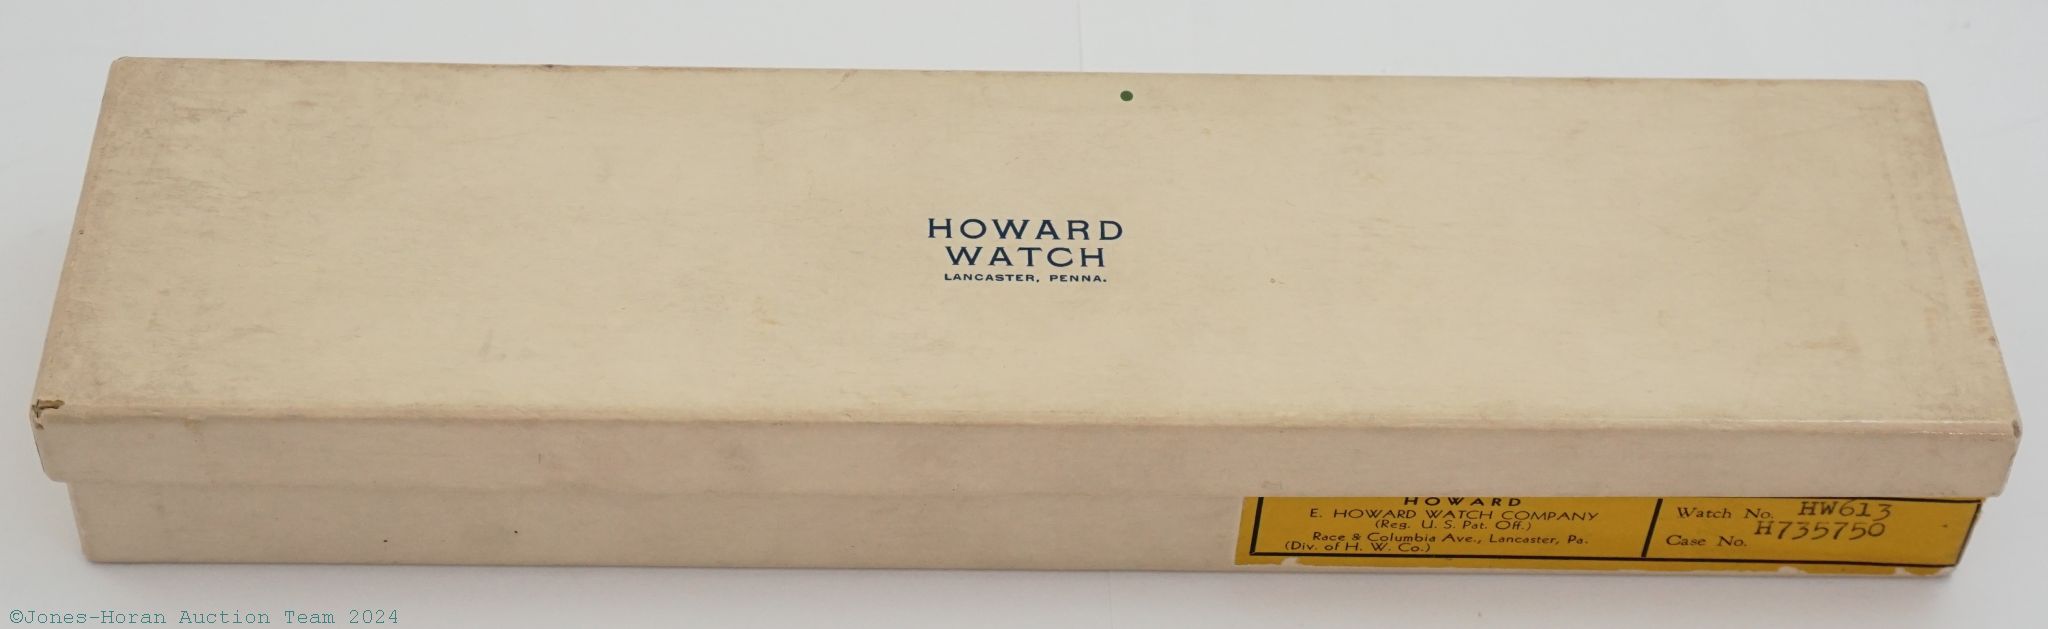 HOWARD
WATCH
LANCASTER, PENNA.
HOWARD
E. HOWARD WATCH COMPANY
(Reg. U. S. Pat. Off.)
Race & Columbia Ave., Lancaster, Pa.
(Div. of H. W. Co.)
Watch No. HW613
Case No. H735750
©Jones-Horan Auction Team 2024